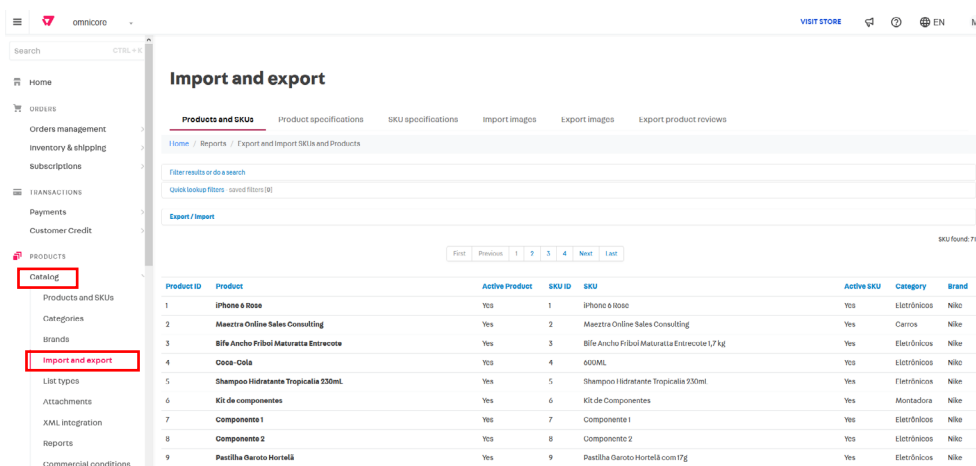 omnicore
VISIT STORE
EN
Search CTRL + K
Home
ORDERS
Orders management
Inventory & shipping
Subscriptions
TRANSACTIONS
Payments
Customer Credit
PRODUCTS
Catalog
Products and SKUs
Categories
Brands
Import and export
List types
Attachments
XML integration
Reports
Commercial conditions
Import and export
Products and SKUs Product specifications SKU specifications Import images Export images Export product reviews
Home / Reports / Export and Import SKUs and Products
Filter results or do a search
Quick lookup filters - saved filters [0]
Export / Import
SKU found: 
First Previous 1 2 3 4 Next Last
Product ID Product Active Product SKU ID SKU Active SKU Category Brand
1 iPhone 6 Rose Yes 1 iPhone 6 Rose Yes Eletrônicos Nike
2 Maeztra Online Sales Consulting Yes 2 Maeztra Online Sales Consulting Yes Carros Nike
3 Bife Ancho Friboi Maturatta Entrecote Yes 3 Bife Ancho Friboi Maturatta Entrecote 1,7 kg Yes Eletrônicos Nike
4 Coca-Cola Yes 4 600ML Yes Eletrônicos Nike
5 Shampoo Hidratante Tropicalia 230mL Yes 5 Shampoo Hidratante Tropicalia 230ml Yes Eletrônicos Nike
6 Kit de componentes Yes 6 Kit de Componentes Yes Montadora Nike
7 Componente 1 Yes 7 Componente 1 Yes Eletrônicos Nike
8 Componente 2 Yes 8 Componente 2 Yes Eletrônicos Nike
9 Pastilha Garoto Hortelã Yes 9 Pastilha Garoto Hortelã com 17g Yes Eletrônicos Nike